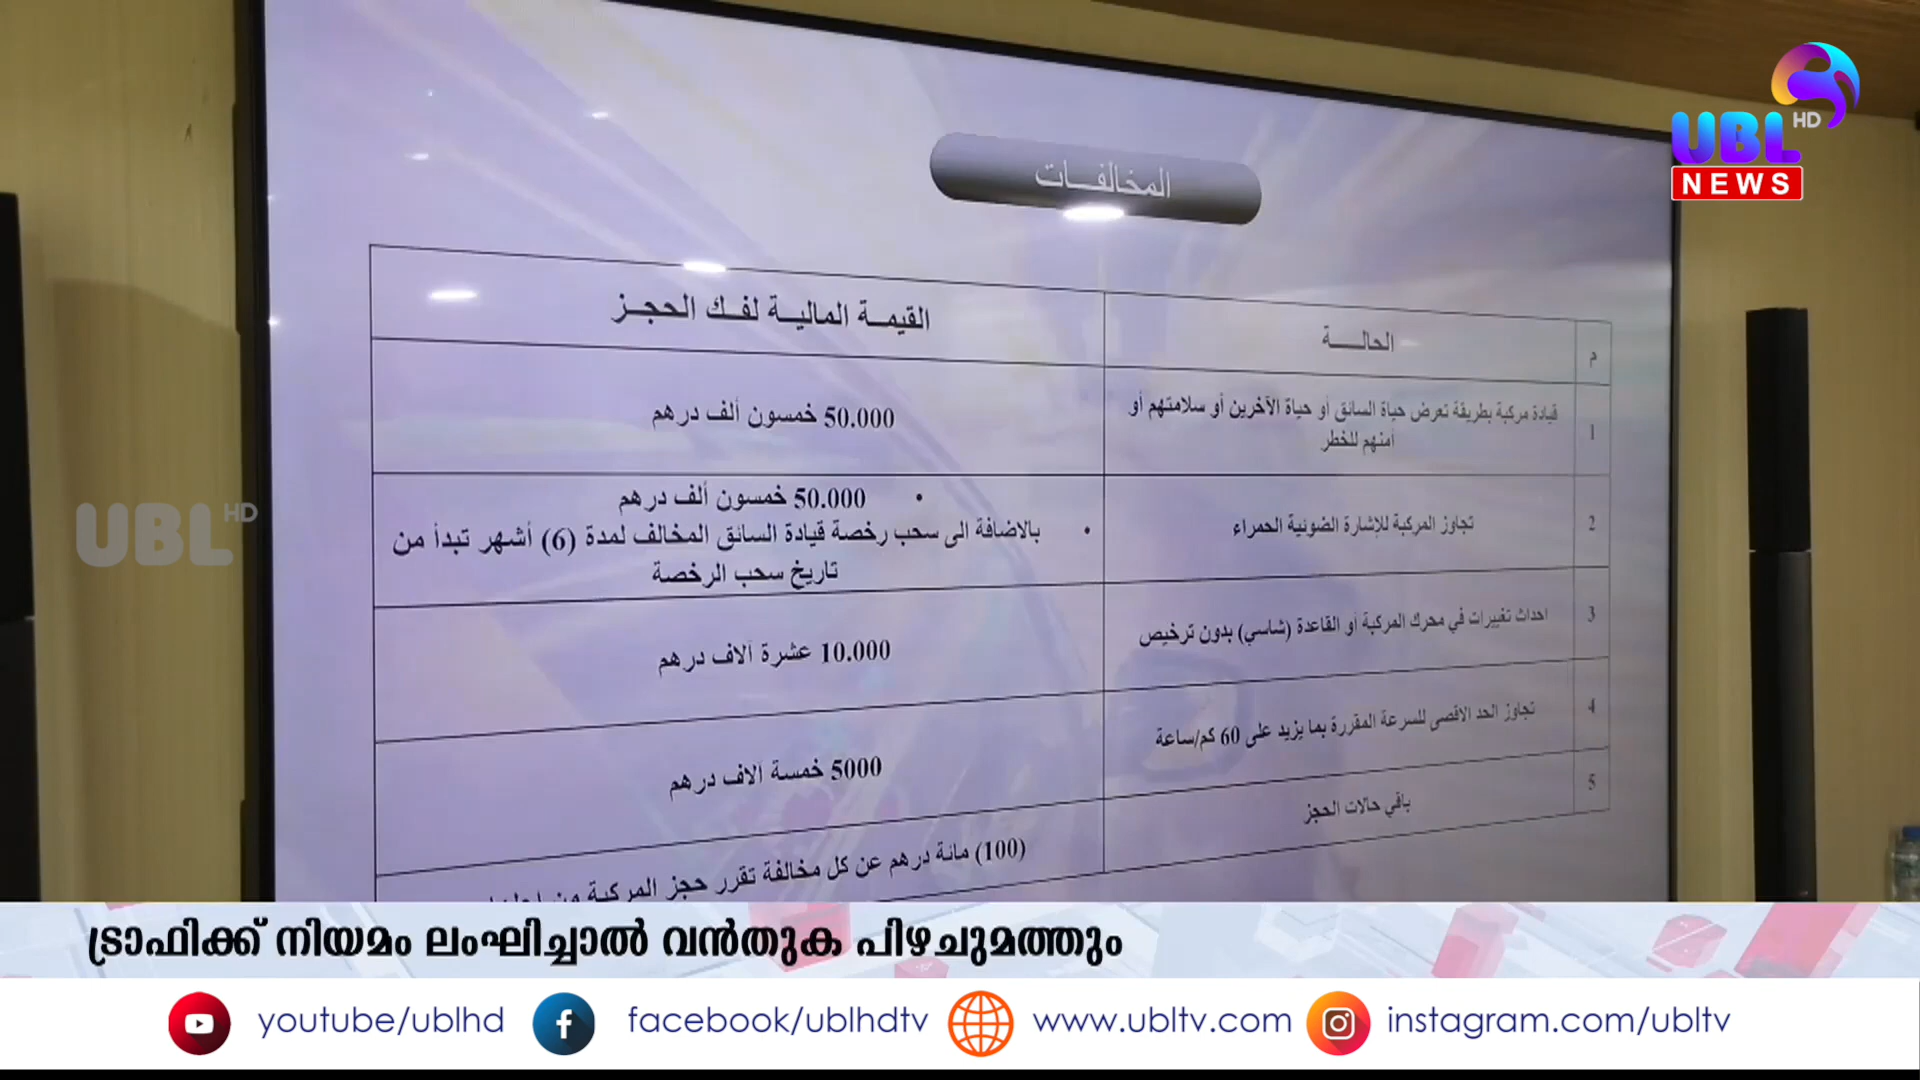 المخالفات
م
الحالة
القيمة المالية لفك الحجز
1
قيادة مركبة بطريقة تعرض حياة السائق أو حياة الآخرين أو سلامتهم أو
أمنهم للخطر
50.000 خمسون ألف درهم
2
تجاوز المركبة للإشارة الضوئية الحمراء
• 50.000 خمسون ألف درهم
• بالاضافة الى سحب رخصة قيادة السائق المخالف لمدة (6) أشهر تبدأ من
تاريخ سحب الرخصة
3
احداث تغييرات في محرك المركبة أو القاعدة (شاسي) بدون ترخيص
10.000 عشرة آلاف درهم
4
تجاوز الحد الاقصى للسرعة المقررة بما يزيد على 60 كم/ساعة
5000 خمسة آلاف درهم
5
باقي حالات الحجز
(100) مائة درهم عن كل مخالفة تقرر حجز المركبة من
UBL HD
NEWS
UBL HD
ട്രാഫിക്ക് നിയമം ലംഘിച്ചാൽ വൻതുക പിഴചുമത്തും
youtube/ublhd
facebook/ublhdtv
www.ubltv.com
instagram.com/ubltv